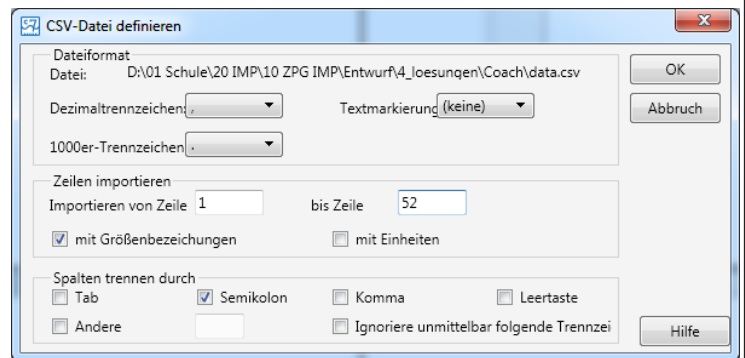 CSV-Datei definieren
Dateiformat
Datei: D:\01 Schule\20 IMP\10 ZPG IMP\Entwurf\4_loesungen\Coach\data.csv
OK
Dezimaltrennzeichen: , Textmarkierung (keine)
Abbruch
1000er-Trennzeichen .
Zeilen importieren
Importieren von Zeile 1 bis Zeile 52
mit Größenbezeichungen mit Einheiten
Spalten trennen durch
Tab Semikolon Komma Leertaste
Andere Ignoriere unmittelbar folgende Trennzei
Hilfe